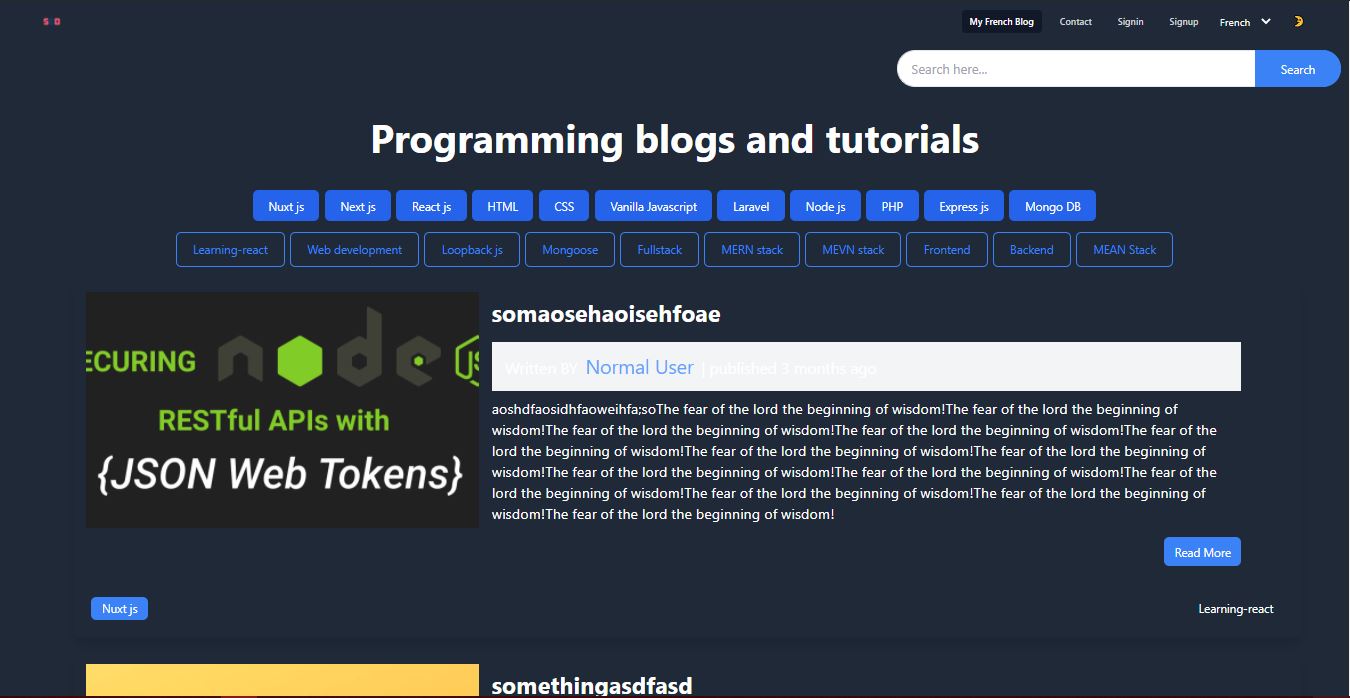 S D
My French Blog Contact Signin Signup French
Search here... Search
Programming blogs and tutorials
Nuxt js Next js React js HTML CSS Vanilla Javascript Laravel Node js PHP Express js Mongo DB
Learning-react Web development Loopback js Mongoose Fullstack MERN stack MEVN stack Frontend Backend MEAN Stack
ECURING node JS
RESTful APIs with
{JSON Web Tokens}
somaosehaoisehfoae
Written BY Normal User | published 3 months ago
aoshdfaosidhfaoweihfa;soThe fear of the lord the beginning of wisdom!The fear of the lord the beginning of
wisdom!The fear of the lord the beginning of wisdom!The fear of the lord the beginning of wisdom!The fear of the
lord the beginning of wisdom!The fear of the lord the beginning of wisdom!The fear of the lord the beginning of
wisdom!The fear of the lord the beginning of wisdom!The fear of the lord the beginning of wisdom!The fear of the
lord the beginning of wisdom!The fear of the lord the beginning of wisdom!The fear of the lord the beginning of
wisdom!The fear of the lord the beginning of wisdom!
Read More
Nuxt js Learning-react
somethingasdfasd